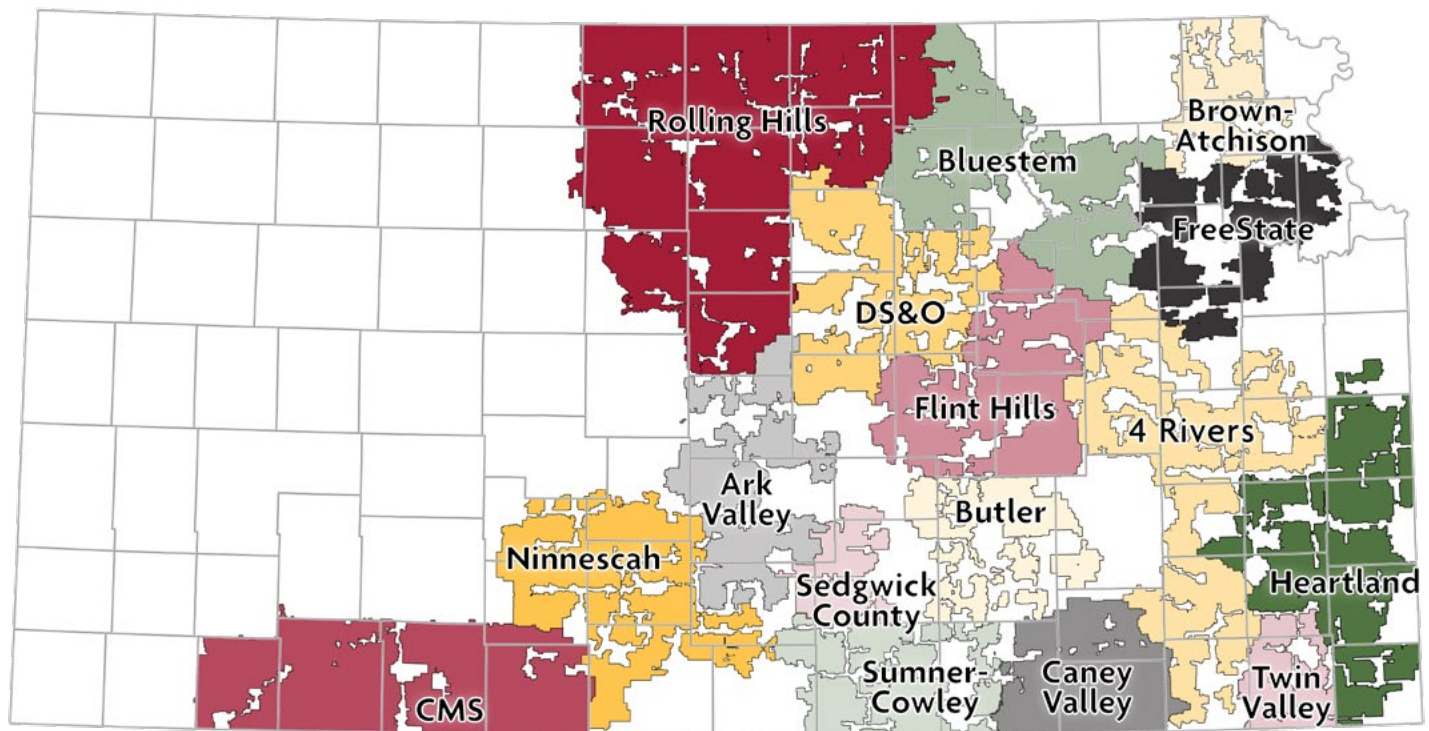 Rolling Hills
Brown-
Atchison
Bluestem
FreeState
DS&O
Flint Hills
4 Rivers
Ark
Valley
Butler
Ninnescah
Sedgwick
County
Heartland
CMS
Sumner-
Cowley
Caney
Valley
Twin
Valley